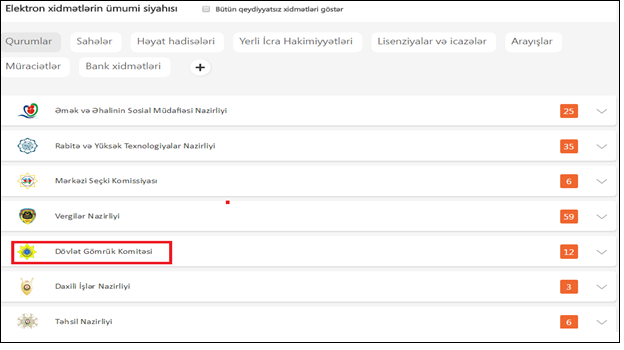 Elektron xidmətlərin ümumi siyahısı
Bütün qeydiyyatsız xidmətləri göstər
Qurumlar
Sahələr
Həyat hadisələri
Yerli İcra Hakimiyyətləri
Lisenziyalar və icazələr
Arayışlar
Müraciətlər
Bank xidmətləri
Əmək və Əhalinin Sosial Müdafiəsi Nazirliyi
25
Rabitə və Yüksək Texnologiyalar Nazirliyi
35
Mərkəzi Seçki Komissiyası
6
Vergilər Nazirliyi
59
Dövlət Gömrük Komitəsi
12
Daxili İşlər Nazirliyi
3
Təhsil Nazirliyi
6